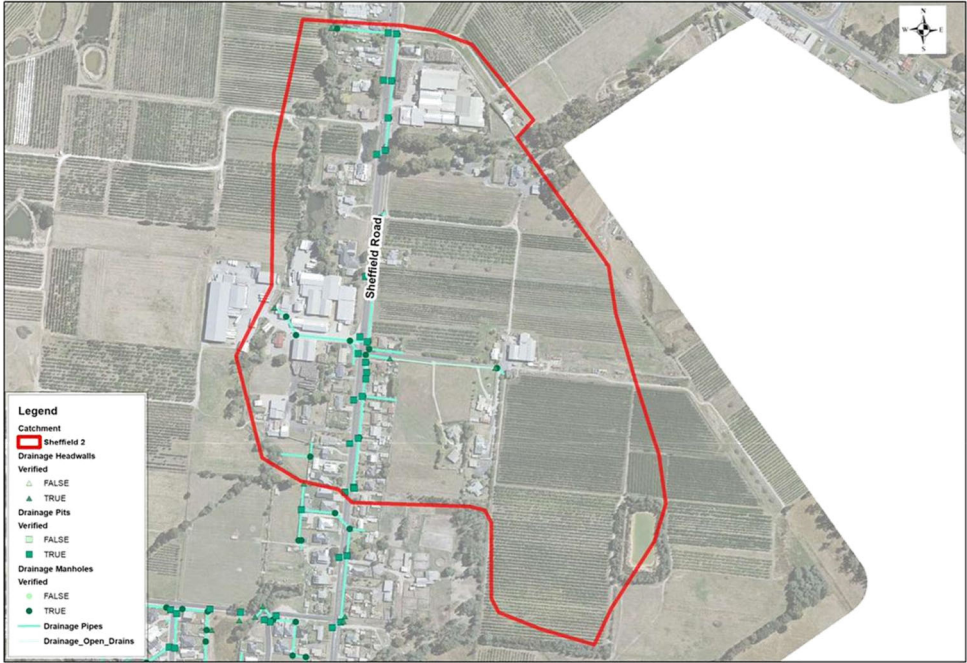 N
W E
S
Sheffield Road
Legend
Catchment
Sheffield 2
Drainage Headwalls
Verified
FALSE
TRUE
Drainage Pits
Verified
FALSE
TRUE
Drainage Manholes
Verified
FALSE
TRUE
Drainage Pipes
Drainage_Open_Drains